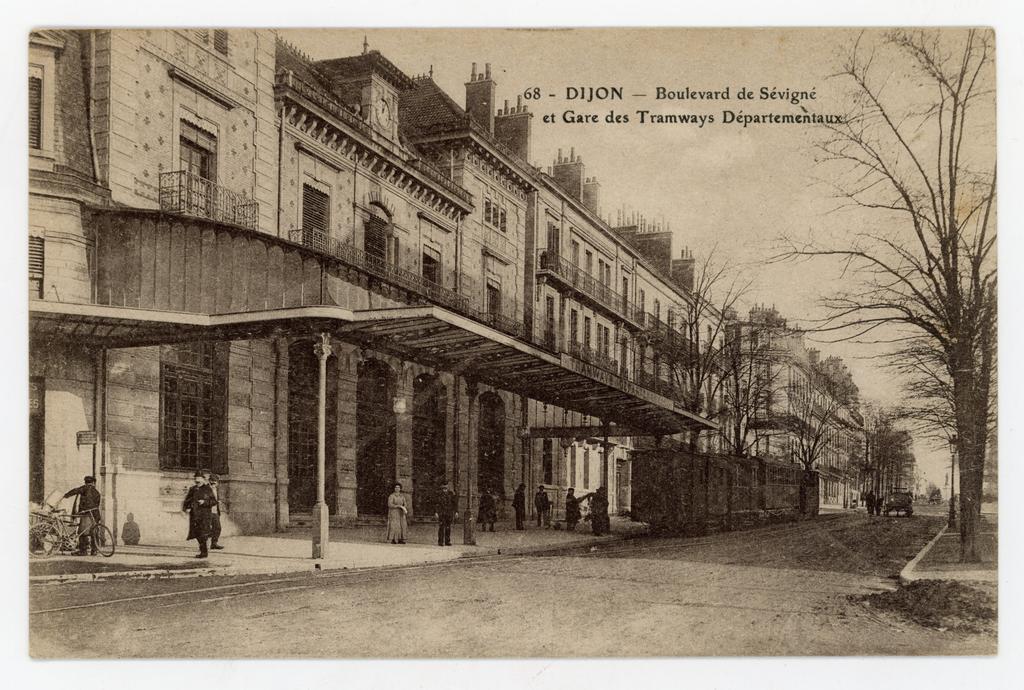 68 - DIJON — Boulevard de Sévigné
et Gare des Tramways Départementaux